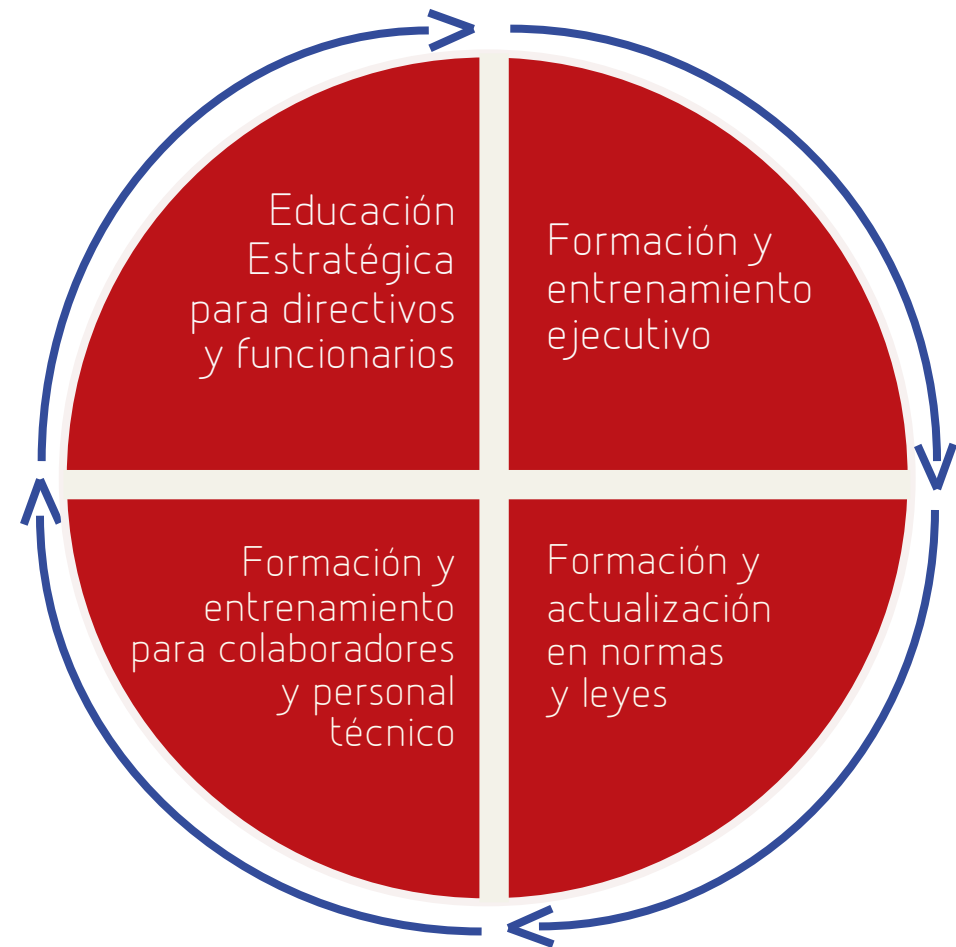 Educación
Estratégica
para directivos
y funcionarios
Formación y
entrenamiento
ejecutivo
Formación y
entrenamiento
para colaboradores
y personal
técnico
Formación y
actualización
en normas
y leyes